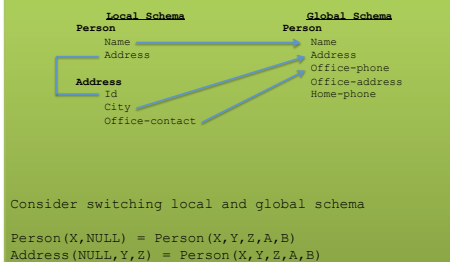 Local Schema Global Schema
Person Person
Name Name
Address Address
Office-phone
Address Office-address
Id Home-phone
City
Office-contact
Consider switching local and global schema
Person(X,NULL) = Person(X,Y,Z,A,B)
Address(NULL,Y,Z) = Person(X,Y,Z,A,B)